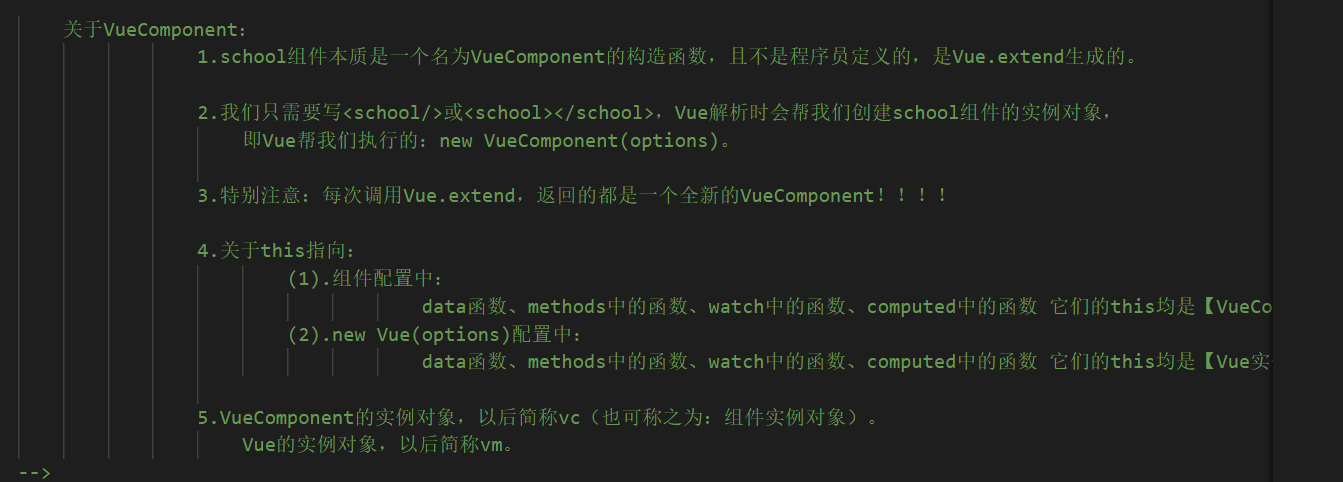 关于VueComponent：
1.school组件本质是一个名为VueComponent的构造函数，且不是程序员定义的，是Vue.extend生成的。
2.我们只需要写<school/>或<school></school>，Vue解析时会帮我们创建school组件的实例对象，
即Vue帮我们执行的：new VueComponent(options)。
3.特别注意：每次调用Vue.extend，返回的都是一个全新的VueComponent！！！！
4.关于this指向：
(1).组件配置中：
data函数、methods中的函数、watch中的函数、computed中的函数 它们的this均是【VueCo
(2).new Vue(options)配置中：
data函数、methods中的函数、watch中的函数、computed中的函数 它们的this均是【Vue实
5.VueComponent的实例对象，以后简称vc（也可称之为：组件实例对象）。
Vue的实例对象，以后简称vm。
-->